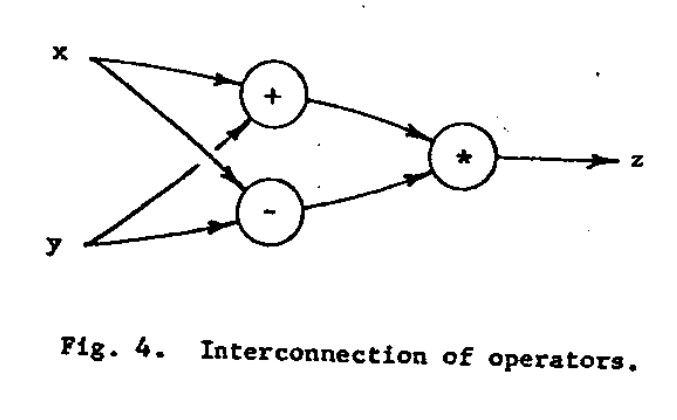 x
+
*
z
-
y
Fig. 4. Interconnection of operators.